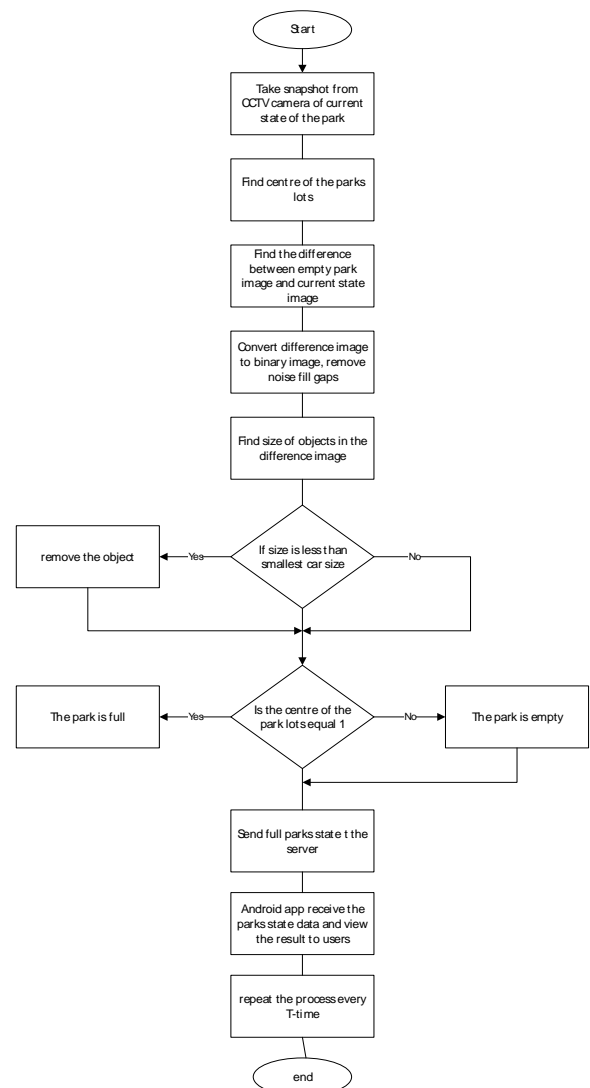 Start
Take snapshot from
CCTV camera of current
state of the park
Find centre of the parks
lots
Find the difference
between empty park
image and current state
image
Convert difference image
to binary image, remove
noise fill gaps
Find size of objects in the
difference image
If size is less than
smallest car size
Yes
No
remove the object
Is the centre of the
park lots equal 1
Yes
No
The park is full
The park is empty
Send full parks state t the
server
Android app receive the
parks state data and view
the result to users
repeat the process every
T-time
end